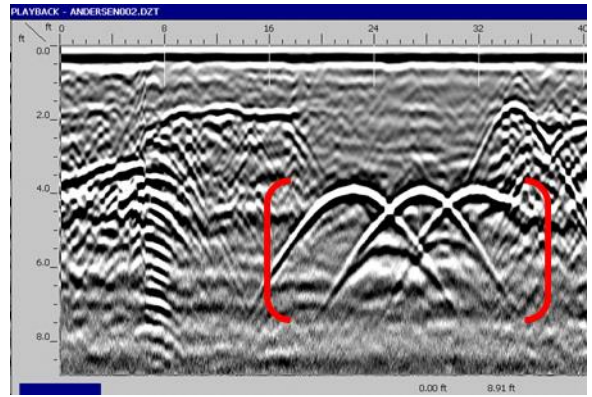 PLAYBACK - ANDERSEN002.DZT
ft
ft 0 8 16 24 32 40
0.0
2.0
4.0
6.0
8.0
0.00 ft 8.91 ft